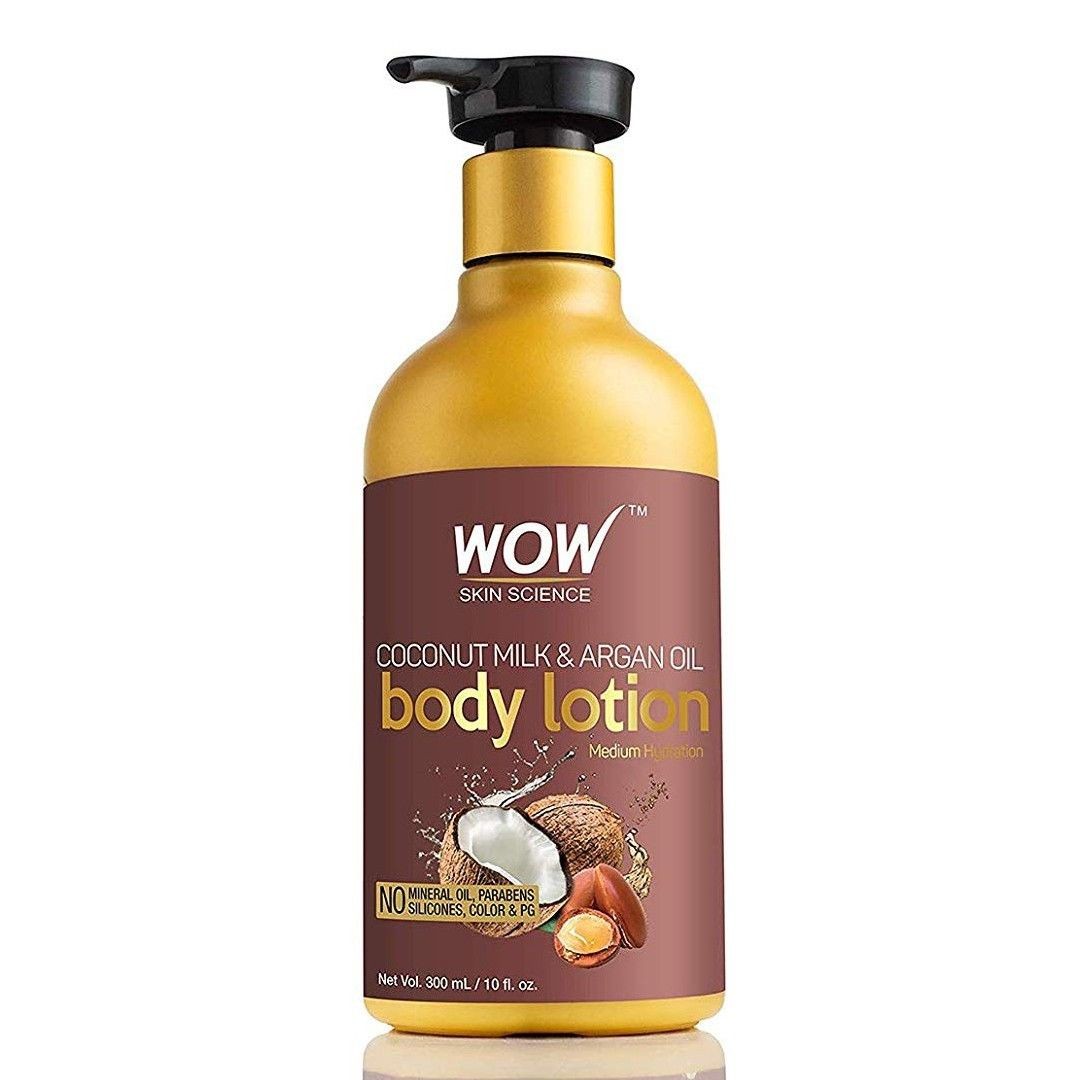 WOW™
SKIN SCIENCE
COCONUT MILK & ARGAN OIL
body lotion
Medium Hydration
NO MINERAL OIL, PARABENS
SILICONES, COLOR & PG
Net Vol. 300 mL / 10 fl. oz.